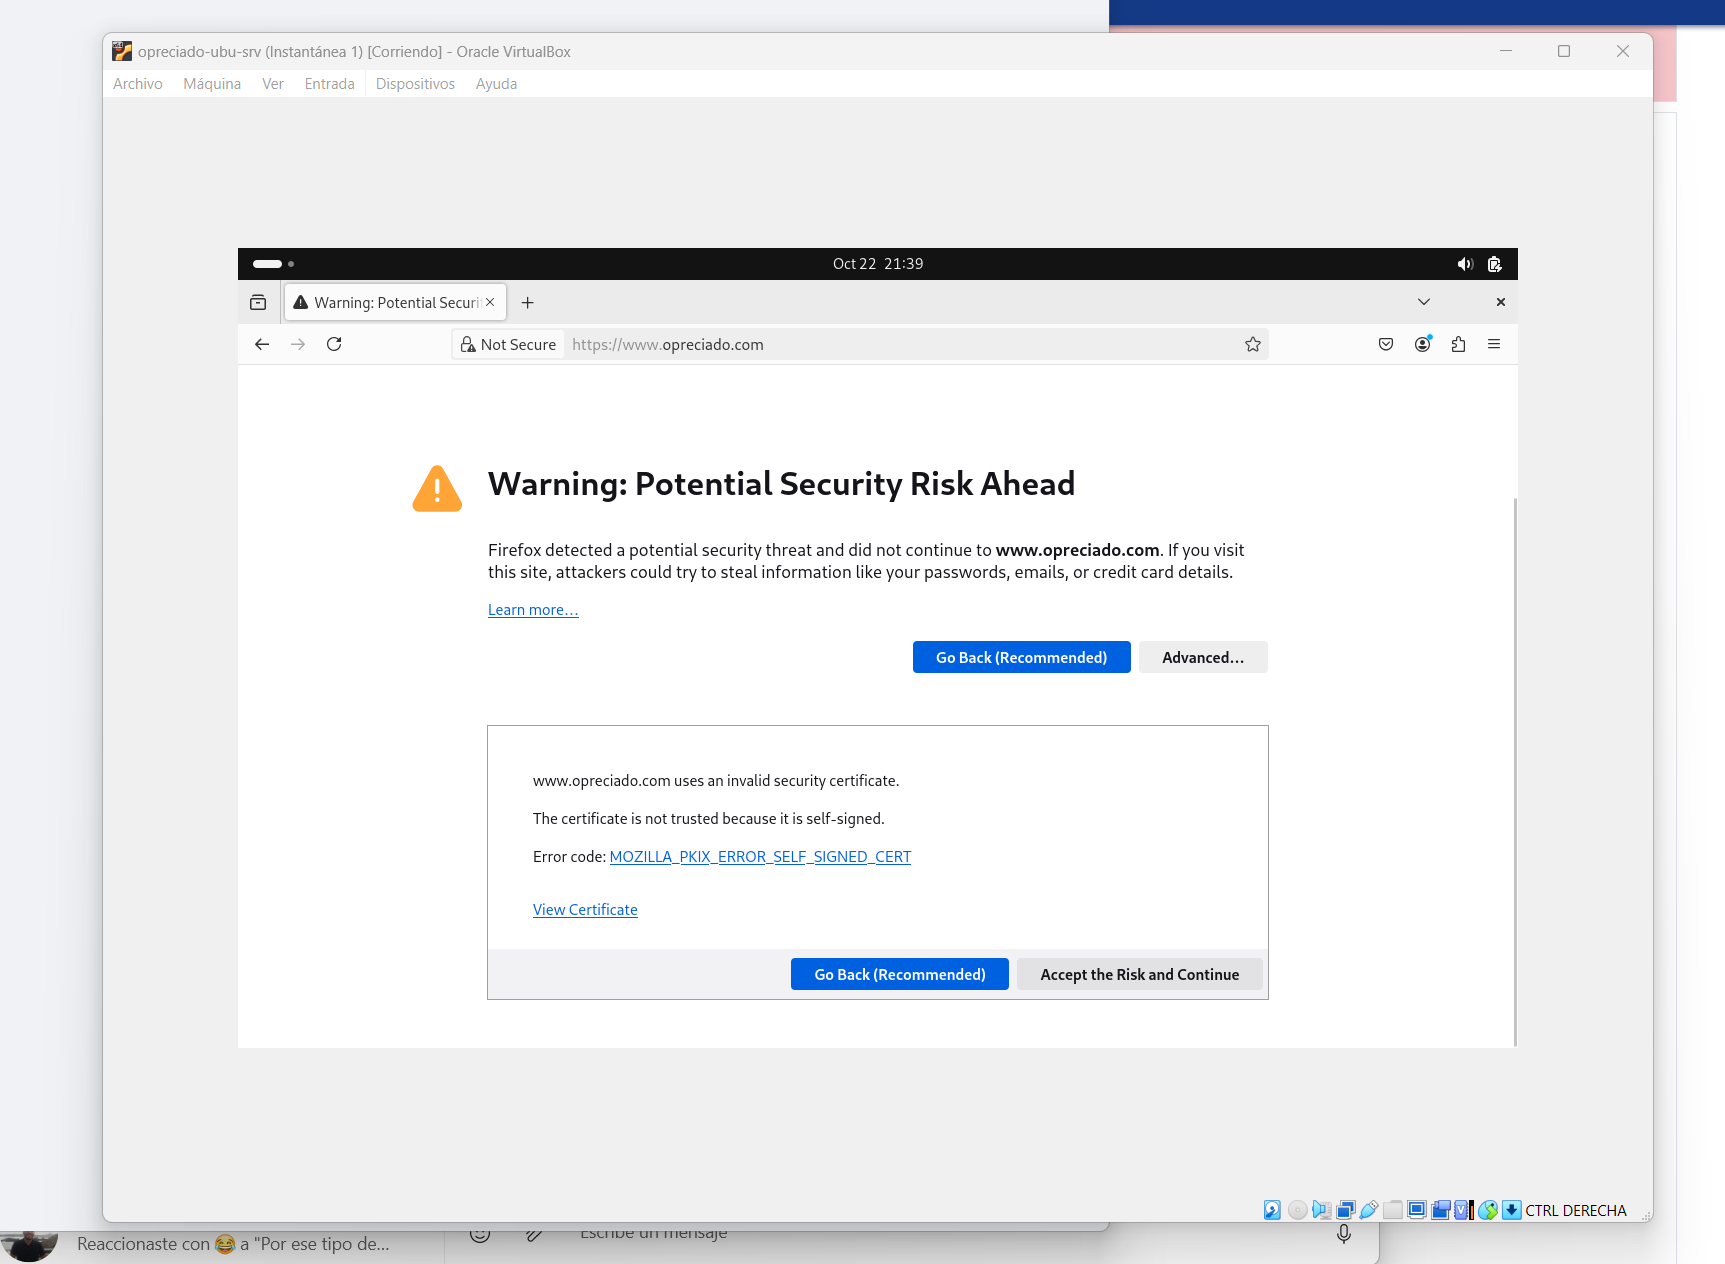 opreciado-ubu-srv (Instantánea 1) [Corriendo] - Oracle VirtualBox
Archivo Máquina Ver Entrada Dispositivos Ayuda
Oct 22 21:39
Warning: Potential Securi
Not Secure https://www.opreciado.com
Warning: Potential Security Risk Ahead
Firefox detected a potential security threat and did not continue to www.opreciado.com. If you visit
this site, attackers could try to steal information like your passwords, emails, or credit card details.
Learn more…
Go Back (Recommended) Advanced…
www.opreciado.com uses an invalid security certificate.
The certificate is not trusted because it is self-signed.
Error code: MOZILLA_PKIX_ERROR_SELF_SIGNED_CERT
View Certificate
Go Back (Recommended) Accept the Risk and Continue
CTRL DERECHA
Reaccionaste con 😂 a "Por ese tipo de... Escribe un mensaje